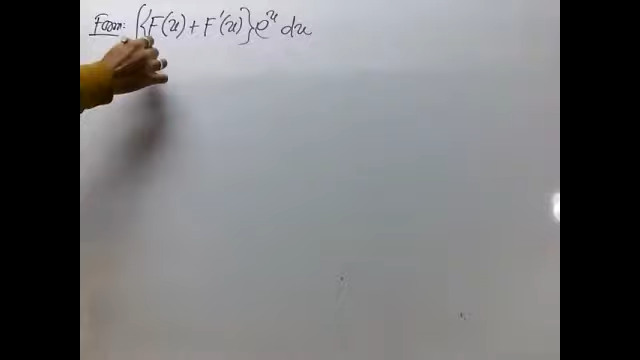 Form: ∫{F(x) + F'(x)}eˣ dx